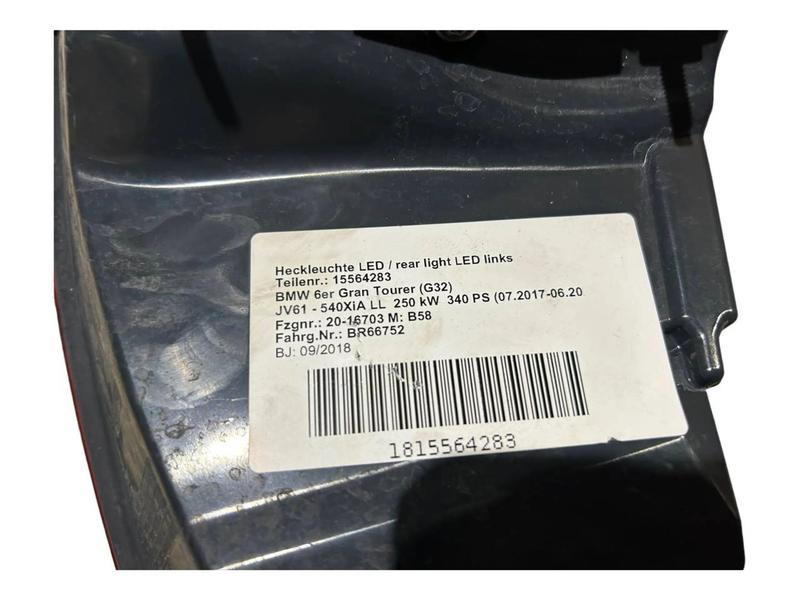 Heckleuchte LED / rear light LED links
Teilenr.: 15564283
BMW 6er Gran Tourer (G32)
JV61 - 540XiA LL 250 kW 340 PS (07.2017-06.20
Fzgnr.: 20-16703 M: B58
Fahrg.Nr.: BR66752
BJ: 09/2018
1815564283